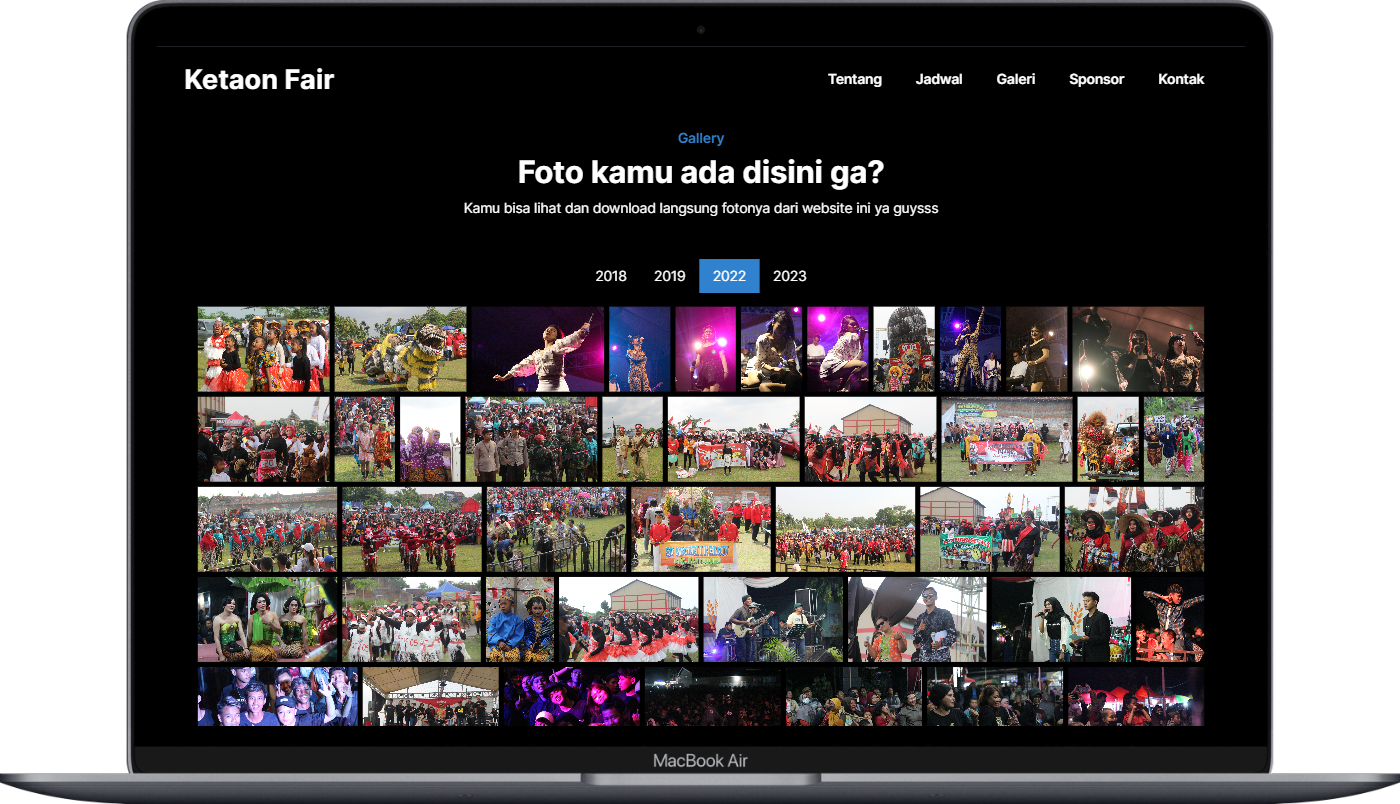 Ketaon Fair
Tentang Jadwal Galeri Sponsor Kontak
Gallery
Foto kamu ada disini ga?
Kamu bisa lihat dan download langsung fotonya dari website ini ya guysss
2018 2019 2022 2023
MacBook Air